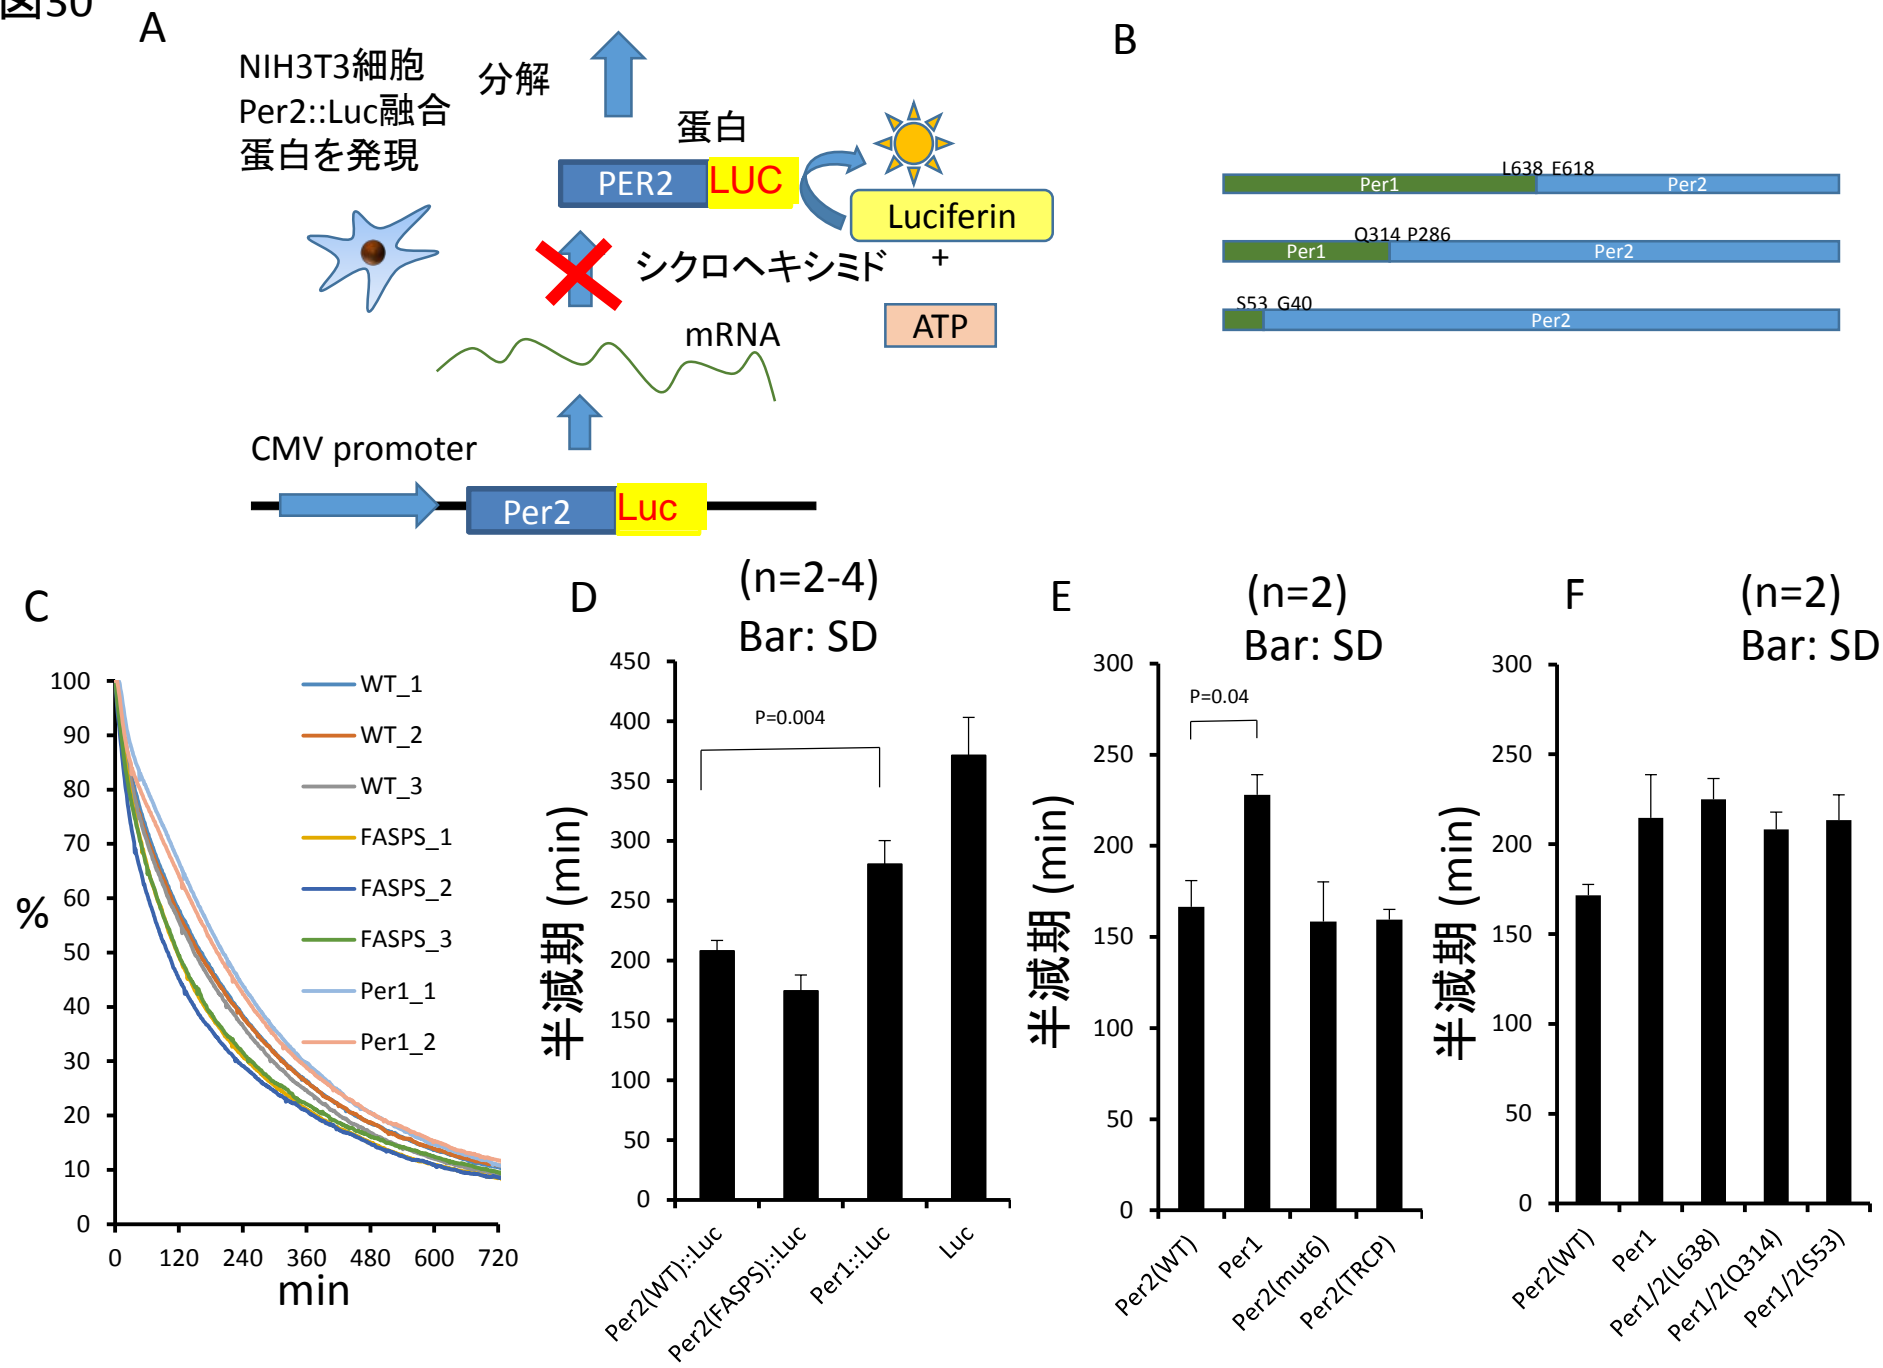 図30
A
NIH3T3細胞
Per2::Luc融合
蛋白を発現
分解
蛋白
PER2
LUC
Luciferin
+
ATP
シクロヘキシミド
mRNA
CMV promoter
Per2
Luc
B
L638 E618
Per1
Per2
Q314 P286
Per1
Per2
S53 G40
Per2
C
%
100
90
80
70
60
50
40
30
20
10
0
0 120 240 360 480 600 720
min
WT_1
WT_2
WT_3
FASPS_1
FASPS_2
FASPS_3
Per1_1
Per1_2
D
(n=2-4)
Bar: SD
半減期 (min)
450
400
350
300
250
200
150
100
50
0
P=0.004
Per2(WT)::Luc
Per2(FASPS)::Luc
Per1::Luc
Luc
E
(n=2)
Bar: SD
半減期 (min)
300
250
200
150
100
50
0
P=0.04
Per2(WT)
Per1
Per2(mut6)
Per2(TRCP)
F
(n=2)
Bar: SD
半減期 (min)
300
250
200
150
100
50
0
Per2(WT)
Per1
Per1/2(L638)
Per1/2(Q314)
Per1/2(S53)